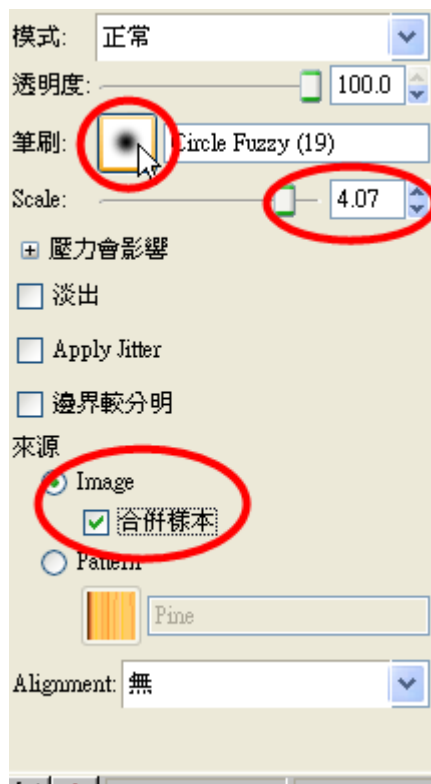 模式: 正常
透明度: 100.0
筆刷: Circle Fuzzy (19)
Scale: 4.07
壓力會影響
淡出
Apply Jitter
邊界較分明
來源
Image
合併樣本
Pattern
Pine
Alignment: 無